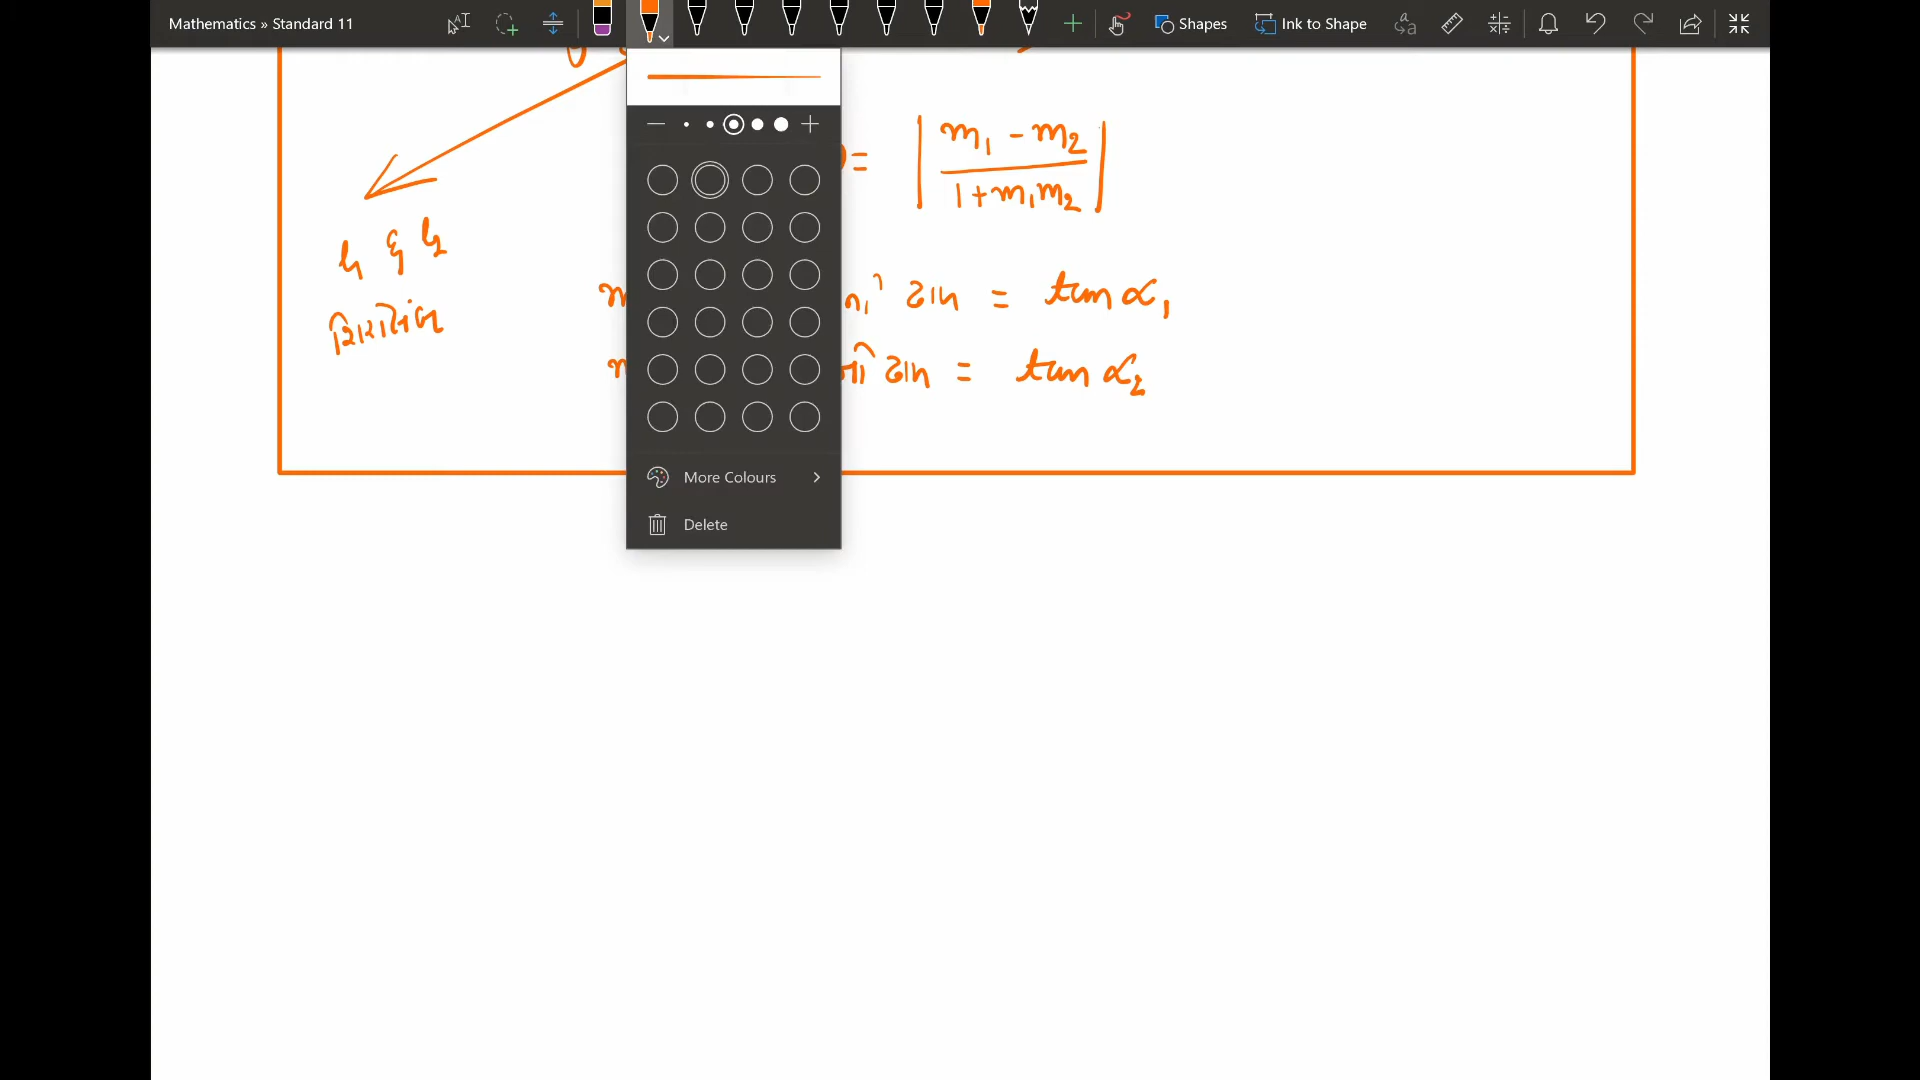 Mathematics » Standard 11
Shapes
Ink to Shape
= | m₁ - m₂ / 1 + m₁m₂ |
l₁ & l₂
ઢાળ = tan α₁
ઢાળ = tan α₂
More Colours
Delete